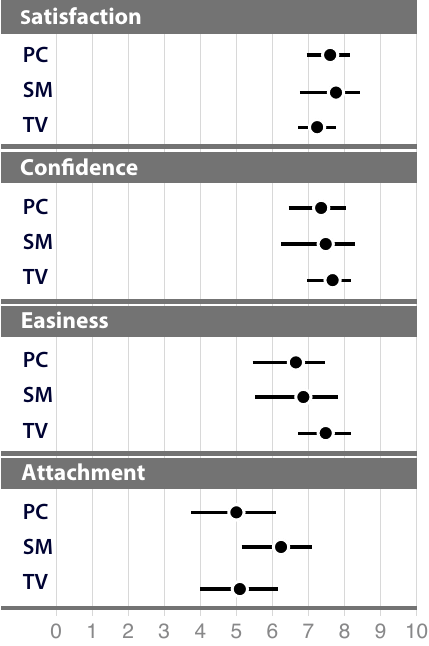 Satisfaction
PC
SM
TV
Confidence
PC
SM
TV
Easiness
PC
SM
TV
Attachment
PC
SM
TV
0 1 2 3 4 5 6 7 8 9 10